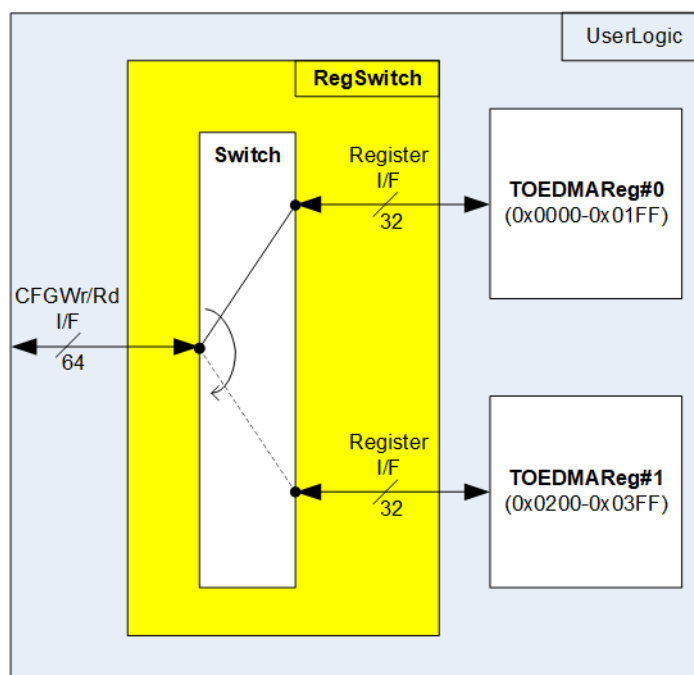 UserLogic
RegSwitch
Switch
Register
I/F
32
TOEDMAReg#0
(0x0000-0x01FF)
CFGWr/Rd
I/F
64
Register
I/F
32
TOEDMAReg#1
(0x0200-0x03FF)